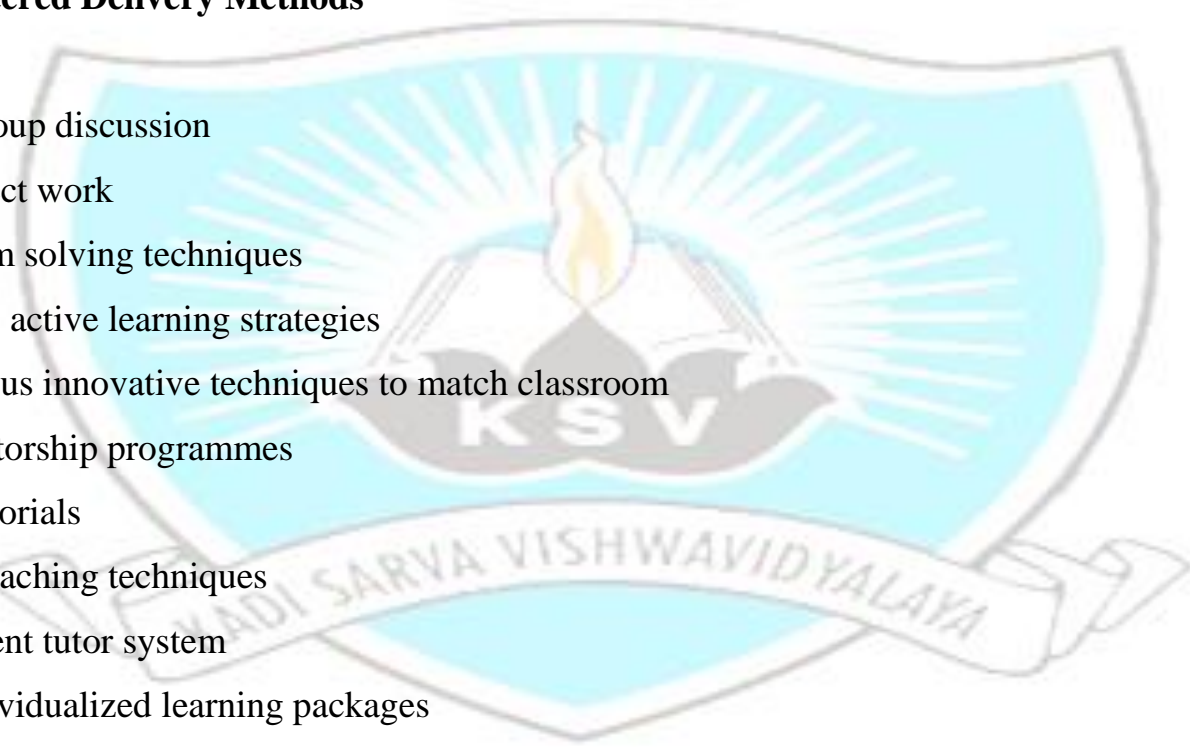 ered Delivery Methods
oup discussion
ct work
m solving techniques
active learning strategies
us innovative techniques to match classroom
KSV
torship programmes
orials
KADI SARVA VISHWAVIDYALAYA
aching techniques
ent tutor system
vidualized learning packages